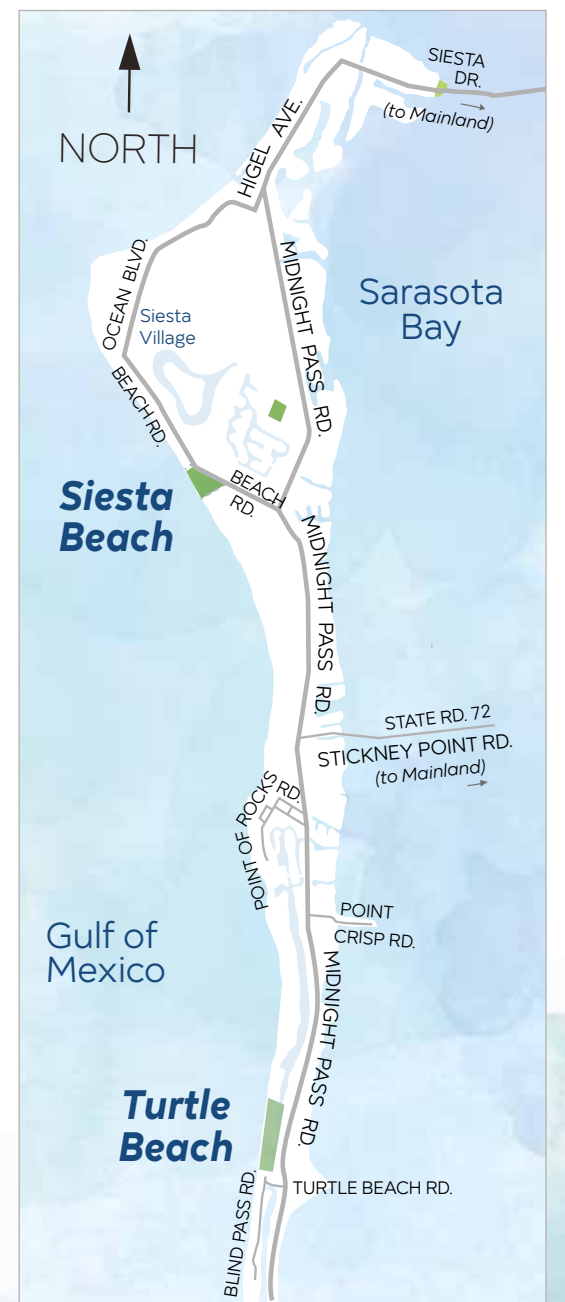 SIESTA
DR.
(to Mainland)
NORTH
HIGEL AVE.
OCEAN BLVD.
MIDNIGHT PASS RD.
Sarasota
Bay
Siesta
Village
BEACH RD.
BEACH
RD.
Siesta
Beach
MIDNIGHT PASS RD.
STATE RD. 72
STICKNEY POINT RD.
(to Mainland)
POINT OF ROCKS
RD.
POINT
CRISP RD.
Gulf of
Mexico
MIDNIGHT PASS RD.
Turtle
Beach
TURTLE BEACH RD.
BLIND PASS RD.